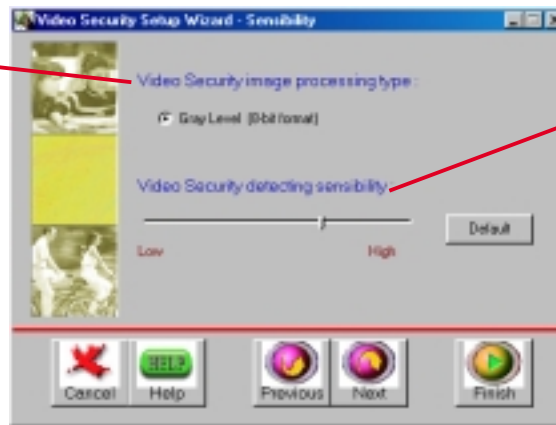 Video Security Setup Wizard - Sensibility
Video Security image processing type :
Gray Level (8-bit format)
Video Security detecting sensibility :
Default
Low High
HELP
Cancel Help Previous Next Finish